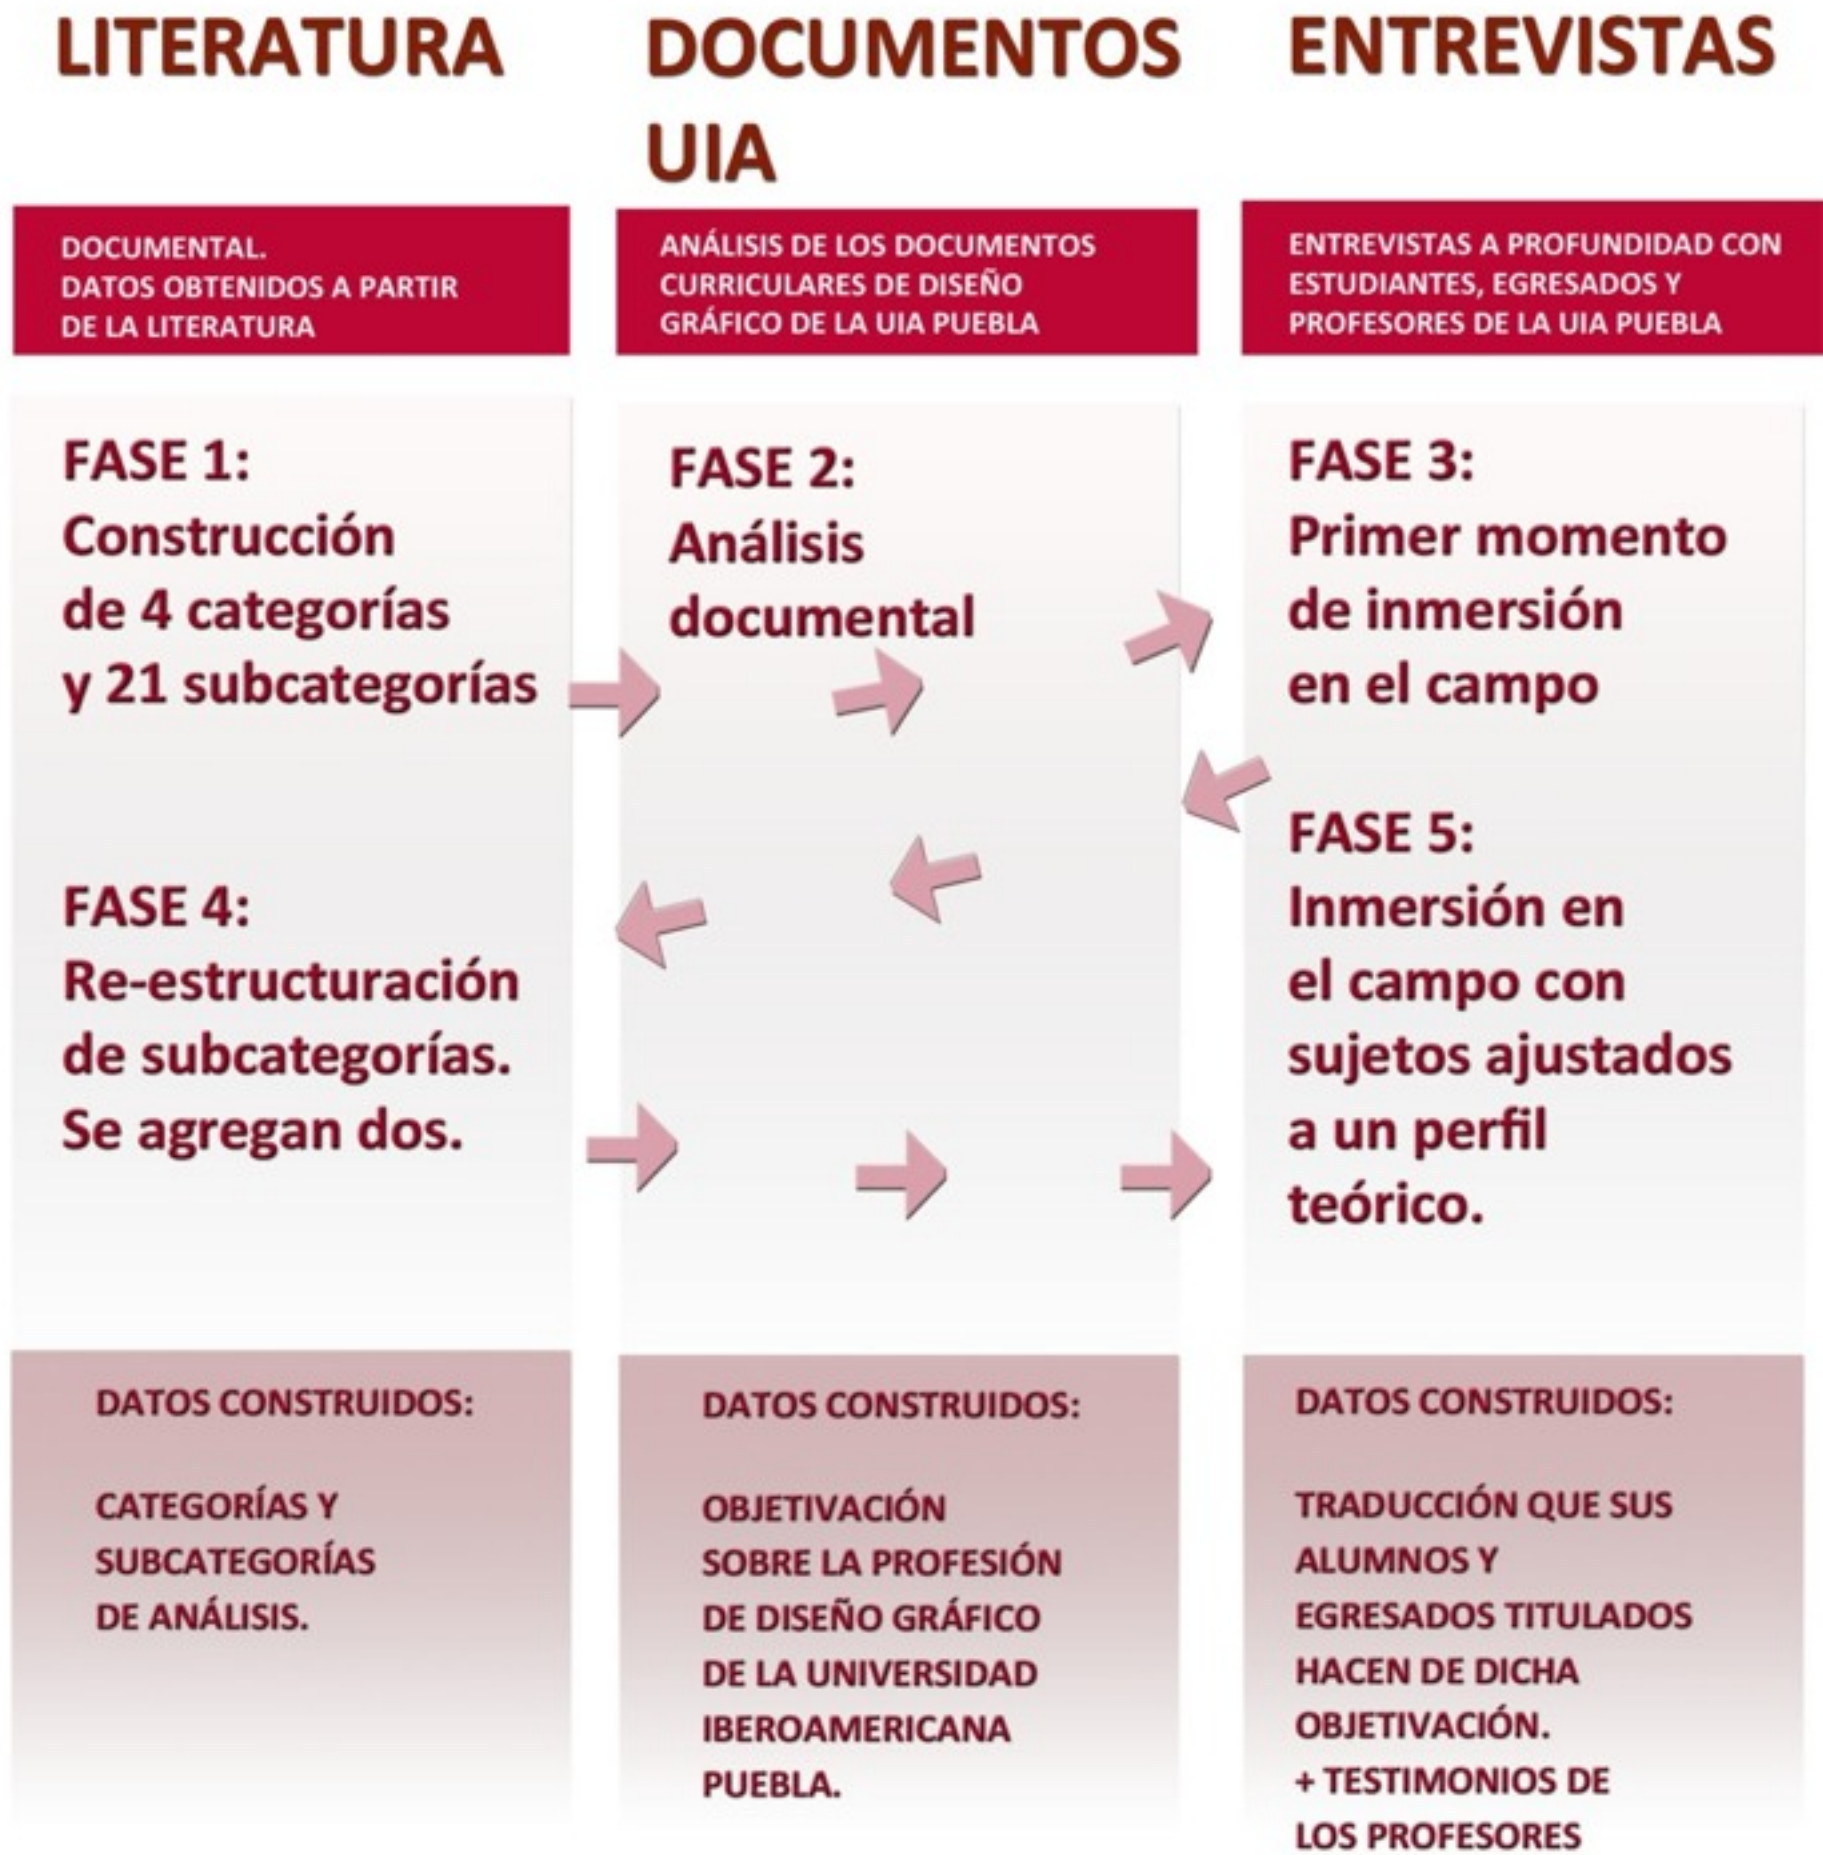 LITERATURA
DOCUMENTOS
UIA
ENTREVISTAS
DOCUMENTAL.
DATOS OBTENIDOS A PARTIR
DE LA LITERATURA
ANÁLISIS DE LOS DOCUMENTOS
CURRICULARES DE DISEÑO
GRÁFICO DE LA UIA PUEBLA
ENTREVISTAS A PROFUNDIDAD CON
ESTUDIANTES, EGRESADOS Y
PROFESORES DE LA UIA PUEBLA
FASE 1:
Construcción
de 4 categorías
y 21 subcategorías
FASE 2:
Análisis
documental
FASE 3:
Primer momento
de inmersión
en el campo
FASE 4:
Re-estructuración
de subcategorías.
Se agregan dos.
FASE 5:
Inmersión en
el campo con
sujetos ajustados
a un perfil
teórico.
DATOS CONSTRUIDOS:
CATEGORÍAS Y
SUBCATEGORÍAS
DE ANÁLISIS.
DATOS CONSTRUIDOS:
OBJETIVACIÓN
SOBRE LA PROFESIÓN
DE DISEÑO GRÁFICO
DE LA UNIVERSIDAD
IBEROAMERICANA
PUEBLA.
DATOS CONSTRUIDOS:
TRADUCCIÓN QUE SUS
ALUMNOS Y
EGRESADOS TITULADOS
HACEN DE DICHA
OBJETIVACIÓN.
+ TESTIMONIOS DE
LOS PROFESORES